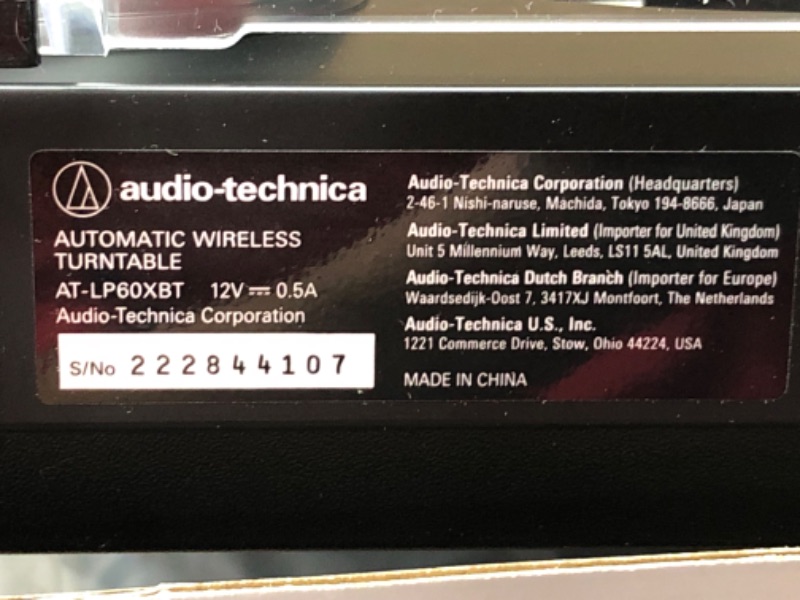 audio-technica
AUTOMATIC WIRELESS
TURNTABLE
AT-LP60XBT 12V ⎓ 0.5A
Audio-Technica Corporation
S/No 222844107
Audio-Technica Corporation (Headquarters)
2-46-1 Nishi-naruse, Machida, Tokyo 194-8666, Japan
Audio-Technica Limited (Importer for United Kingdom)
Unit 5 Millennium Way, Leeds, LS11 5AL, United Kingdom
Audio-Technica Dutch Branch (Importer for Europe)
Waardsedijk-Oost 7, 3417XJ Montfoort, The Netherlands
Audio-Technica U.S., Inc.
1221 Commerce Drive, Stow, Ohio 44224, USA
MADE IN CHINA